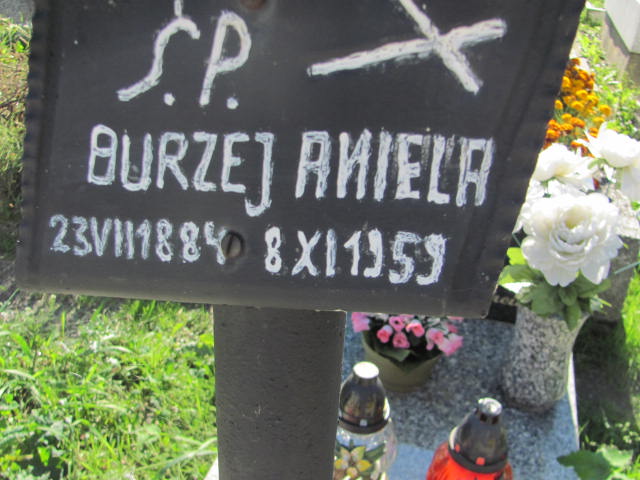 Ś.P.
BURZEJ ANIELA
23VII1884 8XI1959